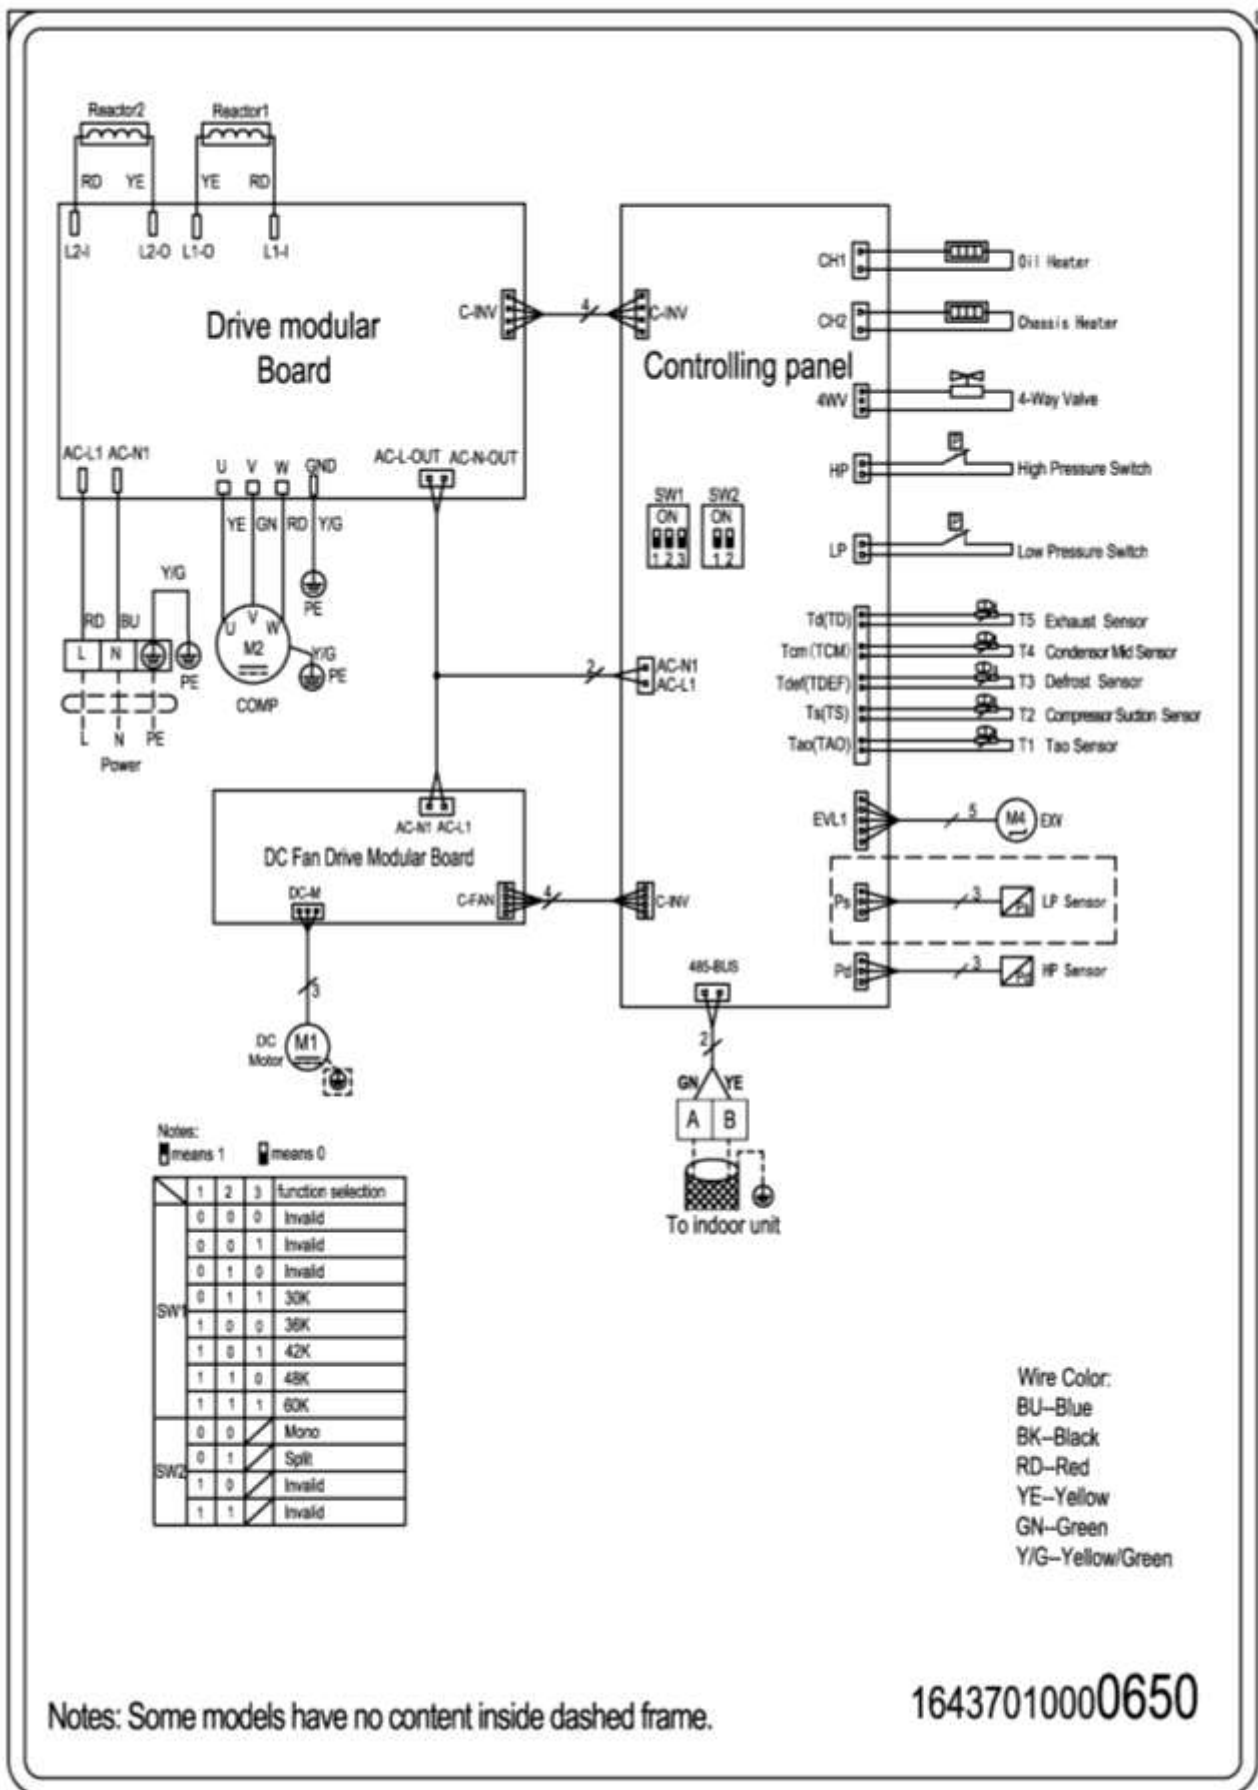 Reactor2 Reactor1
RD YE YE RD
L2-I L2-O L1-O L1-I
Drive modular
Board
C-INV 4 C-INV
Controlling panel
CH1 Oil Heater
CH2 Chassis Heater
4WV 4-Way Valve
HP P High Pressure Switch
LP P Low Pressure Switch
AC-L1 AC-N1 U V W GND AC-L-OUT AC-N-OUT
SW1 SW2
ON ON
1 2 3 1 2
YE GN RD Y/G
Y/G
PE
RD BU
U V W
M2
Y/G
PE
COMP
L N
PE
L N PE
Power
2 AC-N1
AC-L1
Td(TD) T5 Exhaust Sensor
Tcm(TCM) T4 Condensor Mid Sensor
Tdef(TDEF) T3 Defrost Sensor
Ts(TS) T2 Compressor Suction Sensor
Tao(TAO) T1 Tao Sensor
EVL1 5 M4 EXV
AC-N1 AC-L1
DC Fan Drive Modular Board
DC-M
C-FAN 4 C-INV
Ps 3 Ps LP Sensor
Pd 3 Pd HP Sensor
3
DC
Motor
M1
485-BUS
2
GN YE
A B
To indoor unit
Notes:
means 1 means 0
1 2 3 function selection
SW1
0 0 0 Invalid
0 0 1 Invalid
0 1 0 Invalid
0 1 1 30K
1 0 0 36K
1 0 1 42K
1 1 0 48K
1 1 1 60K
SW2
0 0 Mono
0 1 Split
1 0 Invalid
1 1 Invalid
Wire Color:
BU--Blue
BK--Black
RD--Red
YE--Yellow
GN--Green
Y/G--Yellow/Green
Notes: Some models have no content inside dashed frame.
16437010000650